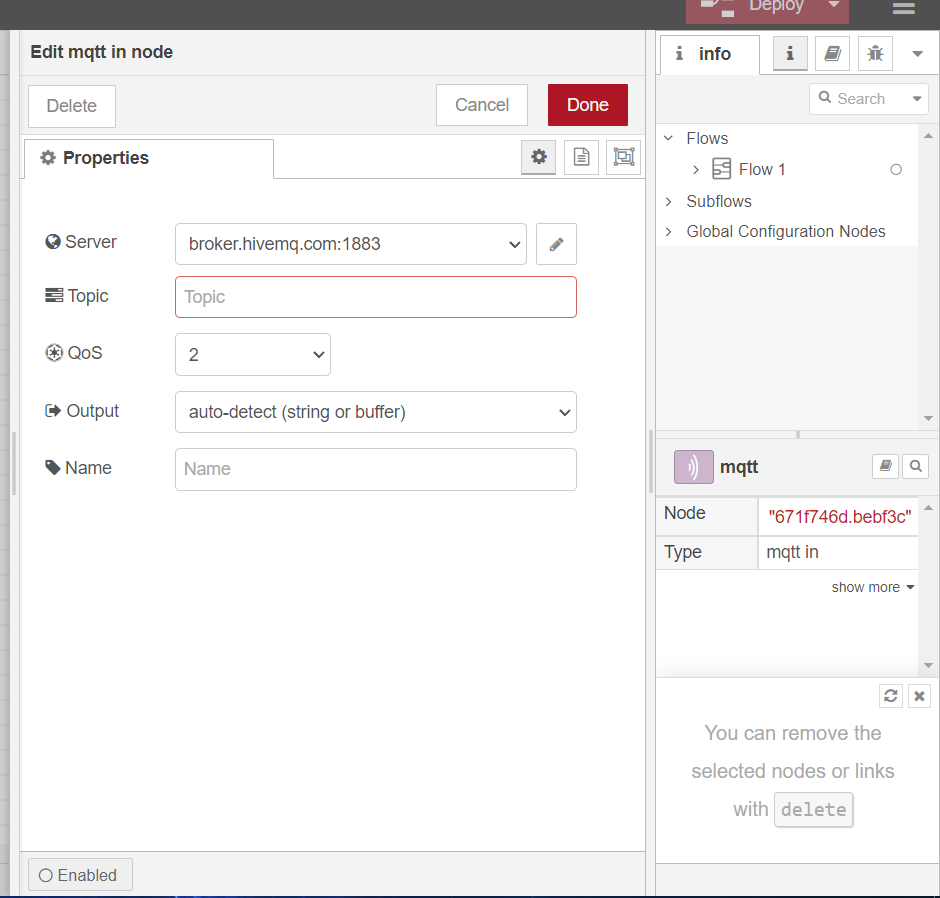 Deploy
Edit mqtt in node
Delete
Cancel
Done
Properties
Server
broker.hivemq.com:1883
Topic
Topic
QoS
2
Output
auto-detect (string or buffer)
Name
Name
Enabled
i info
i
Search
Flows
Flow 1
Subflows
Global Configuration Nodes
mqtt
Node
"671f746d.bebf3c"
Type
mqtt in
show more
You can remove the
selected nodes or links
with delete